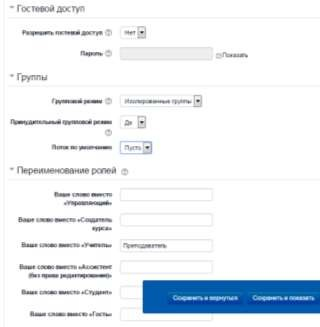 Гостевой доступ
Разрешить гостевой доступ Нет
Пароль Показать
Группы
Групповой режим Изолированные группы
Принудительный групповой режим Да
Поток по умолчанию Пусто
Переименование ролей
Ваше слово вместо
«Управляющий»
Ваше слово вместо «Создатель
курса»
Ваше слово вместо «Учитель» Преподаватель
Ваше слово вместо «Ассистент
(без права редактирования)»
Ваше слово вместо «Студент»
Сохранить и вернуться Сохранить и показать
Ваше слово вместо «Гость»